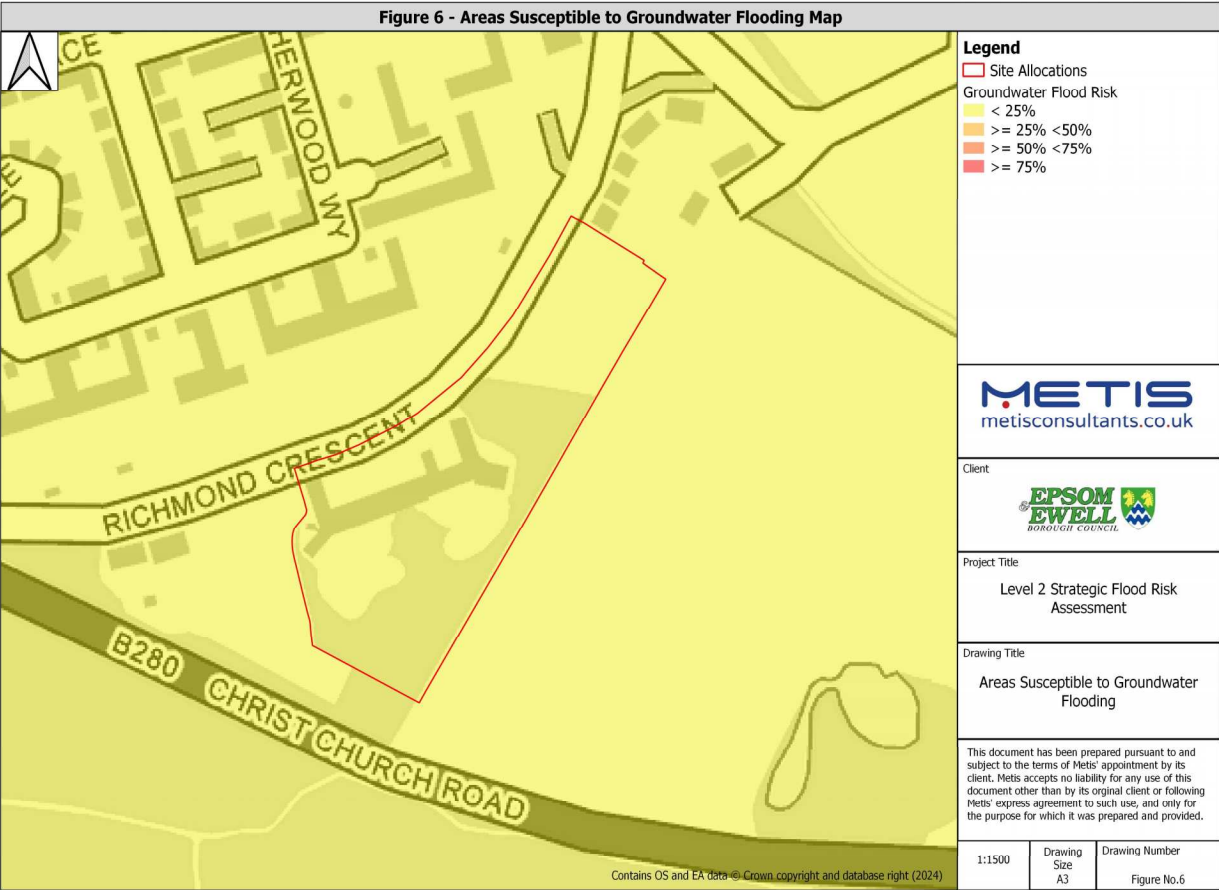 Figure 6 - Areas Susceptible to Groundwater Flooding Map
CE
HERWOOD WY
E
RICHMOND CRESCENT
B280 CHRIST CHURCH ROAD
Contains OS and EA data © Crown copyright and database right (2024)
Legend
Site Allocations
Groundwater Flood Risk
< 25%
>= 25% <50%
>= 50% <75%
>= 75%
METIS
metisconsultants.co.uk
Client
EPSOM
& EWELL
BOROUGH COUNCIL
Project Title
Level 2 Strategic Flood Risk
Assessment
Drawing Title
Areas Susceptible to Groundwater
Flooding
This document has been prepared pursuant to and
subject to the terms of Metis' appointment by its
client. Metis accepts no liability for any use of this
document other than by its orginal client or following
Metis' express agreement to such use, and only for
the purpose for which it was prepared and provided.
1:1500
Drawing
Size
A3
Drawing Number
Figure No.6